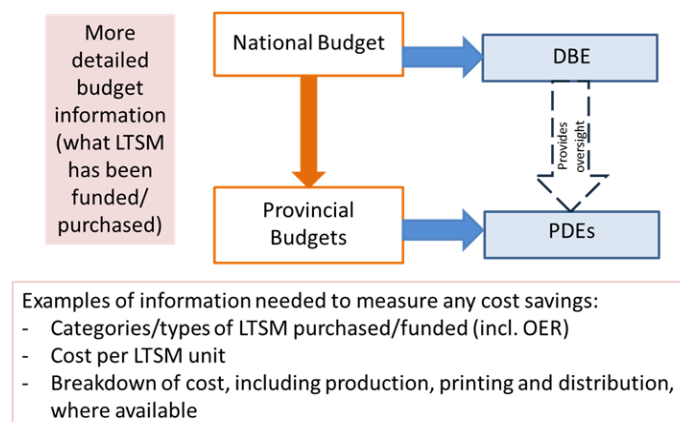 More
detailed
budget
information
(what LTSM
has been
funded/
purchased)
National Budget
DBE
Provides
oversight
Provincial
Budgets
PDEs
Examples of information needed to measure any cost savings:
- Categories/types of LTSM purchased/funded (incl. OER)
- Cost per LTSM unit
- Breakdown of cost, including production, printing and distribution,
where available